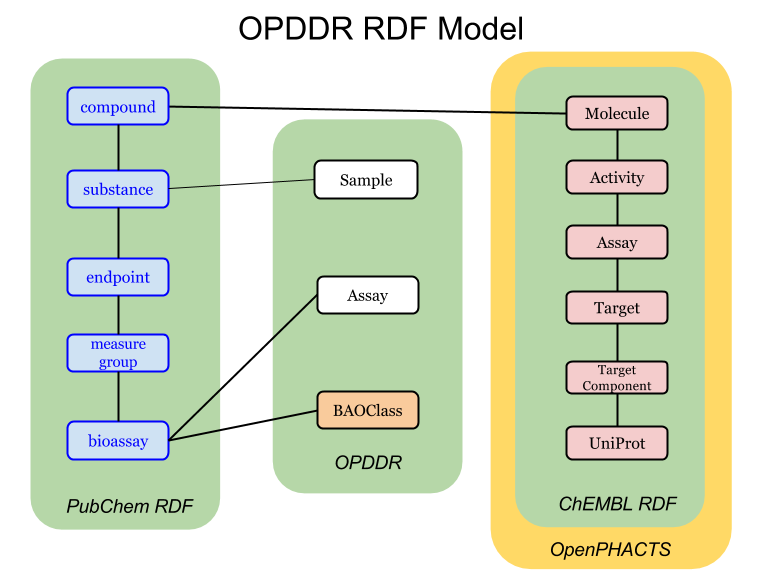 OPDDR RDF Model
compound
substance
endpoint
measure
group
bioassay
PubChem RDF
Sample
Assay
BAOClass
OPDDR
Molecule
Activity
Assay
Target
Target
Component
UniProt
ChEMBL RDF
OpenPHACTS